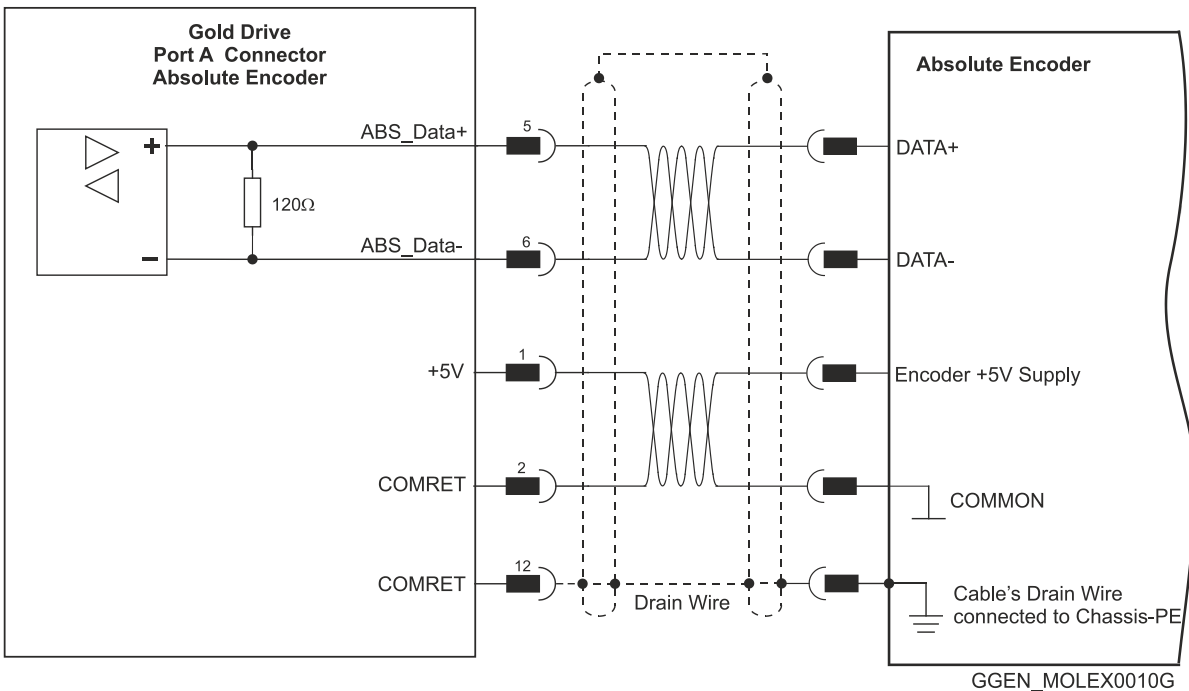 Gold Drive
Port A Connector
Absolute Encoder
Absolute Encoder
+
ABS_Data+
5
DATA+
120Ω
-
ABS_Data-
6
DATA-
+5V
1
Encoder +5V Supply
COMRET
2
COMMON
COMRET
12
Drain Wire
Cable's Drain Wire
connected to Chassis-PE
GGEN_MOLEX0010G